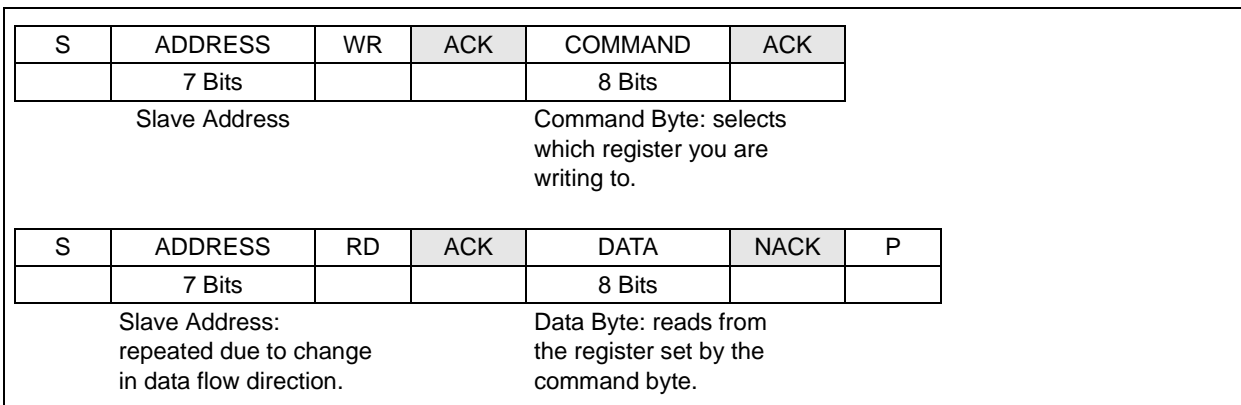 S ADDRESS WR ACK COMMAND ACK
7 Bits 8 Bits
Slave Address Command Byte: selects
which register you are
writing to.
S ADDRESS RD ACK DATA NACK P
7 Bits 8 Bits
Slave Address: Data Byte: reads from
repeated due to change the register set by the
in data flow direction. command byte.